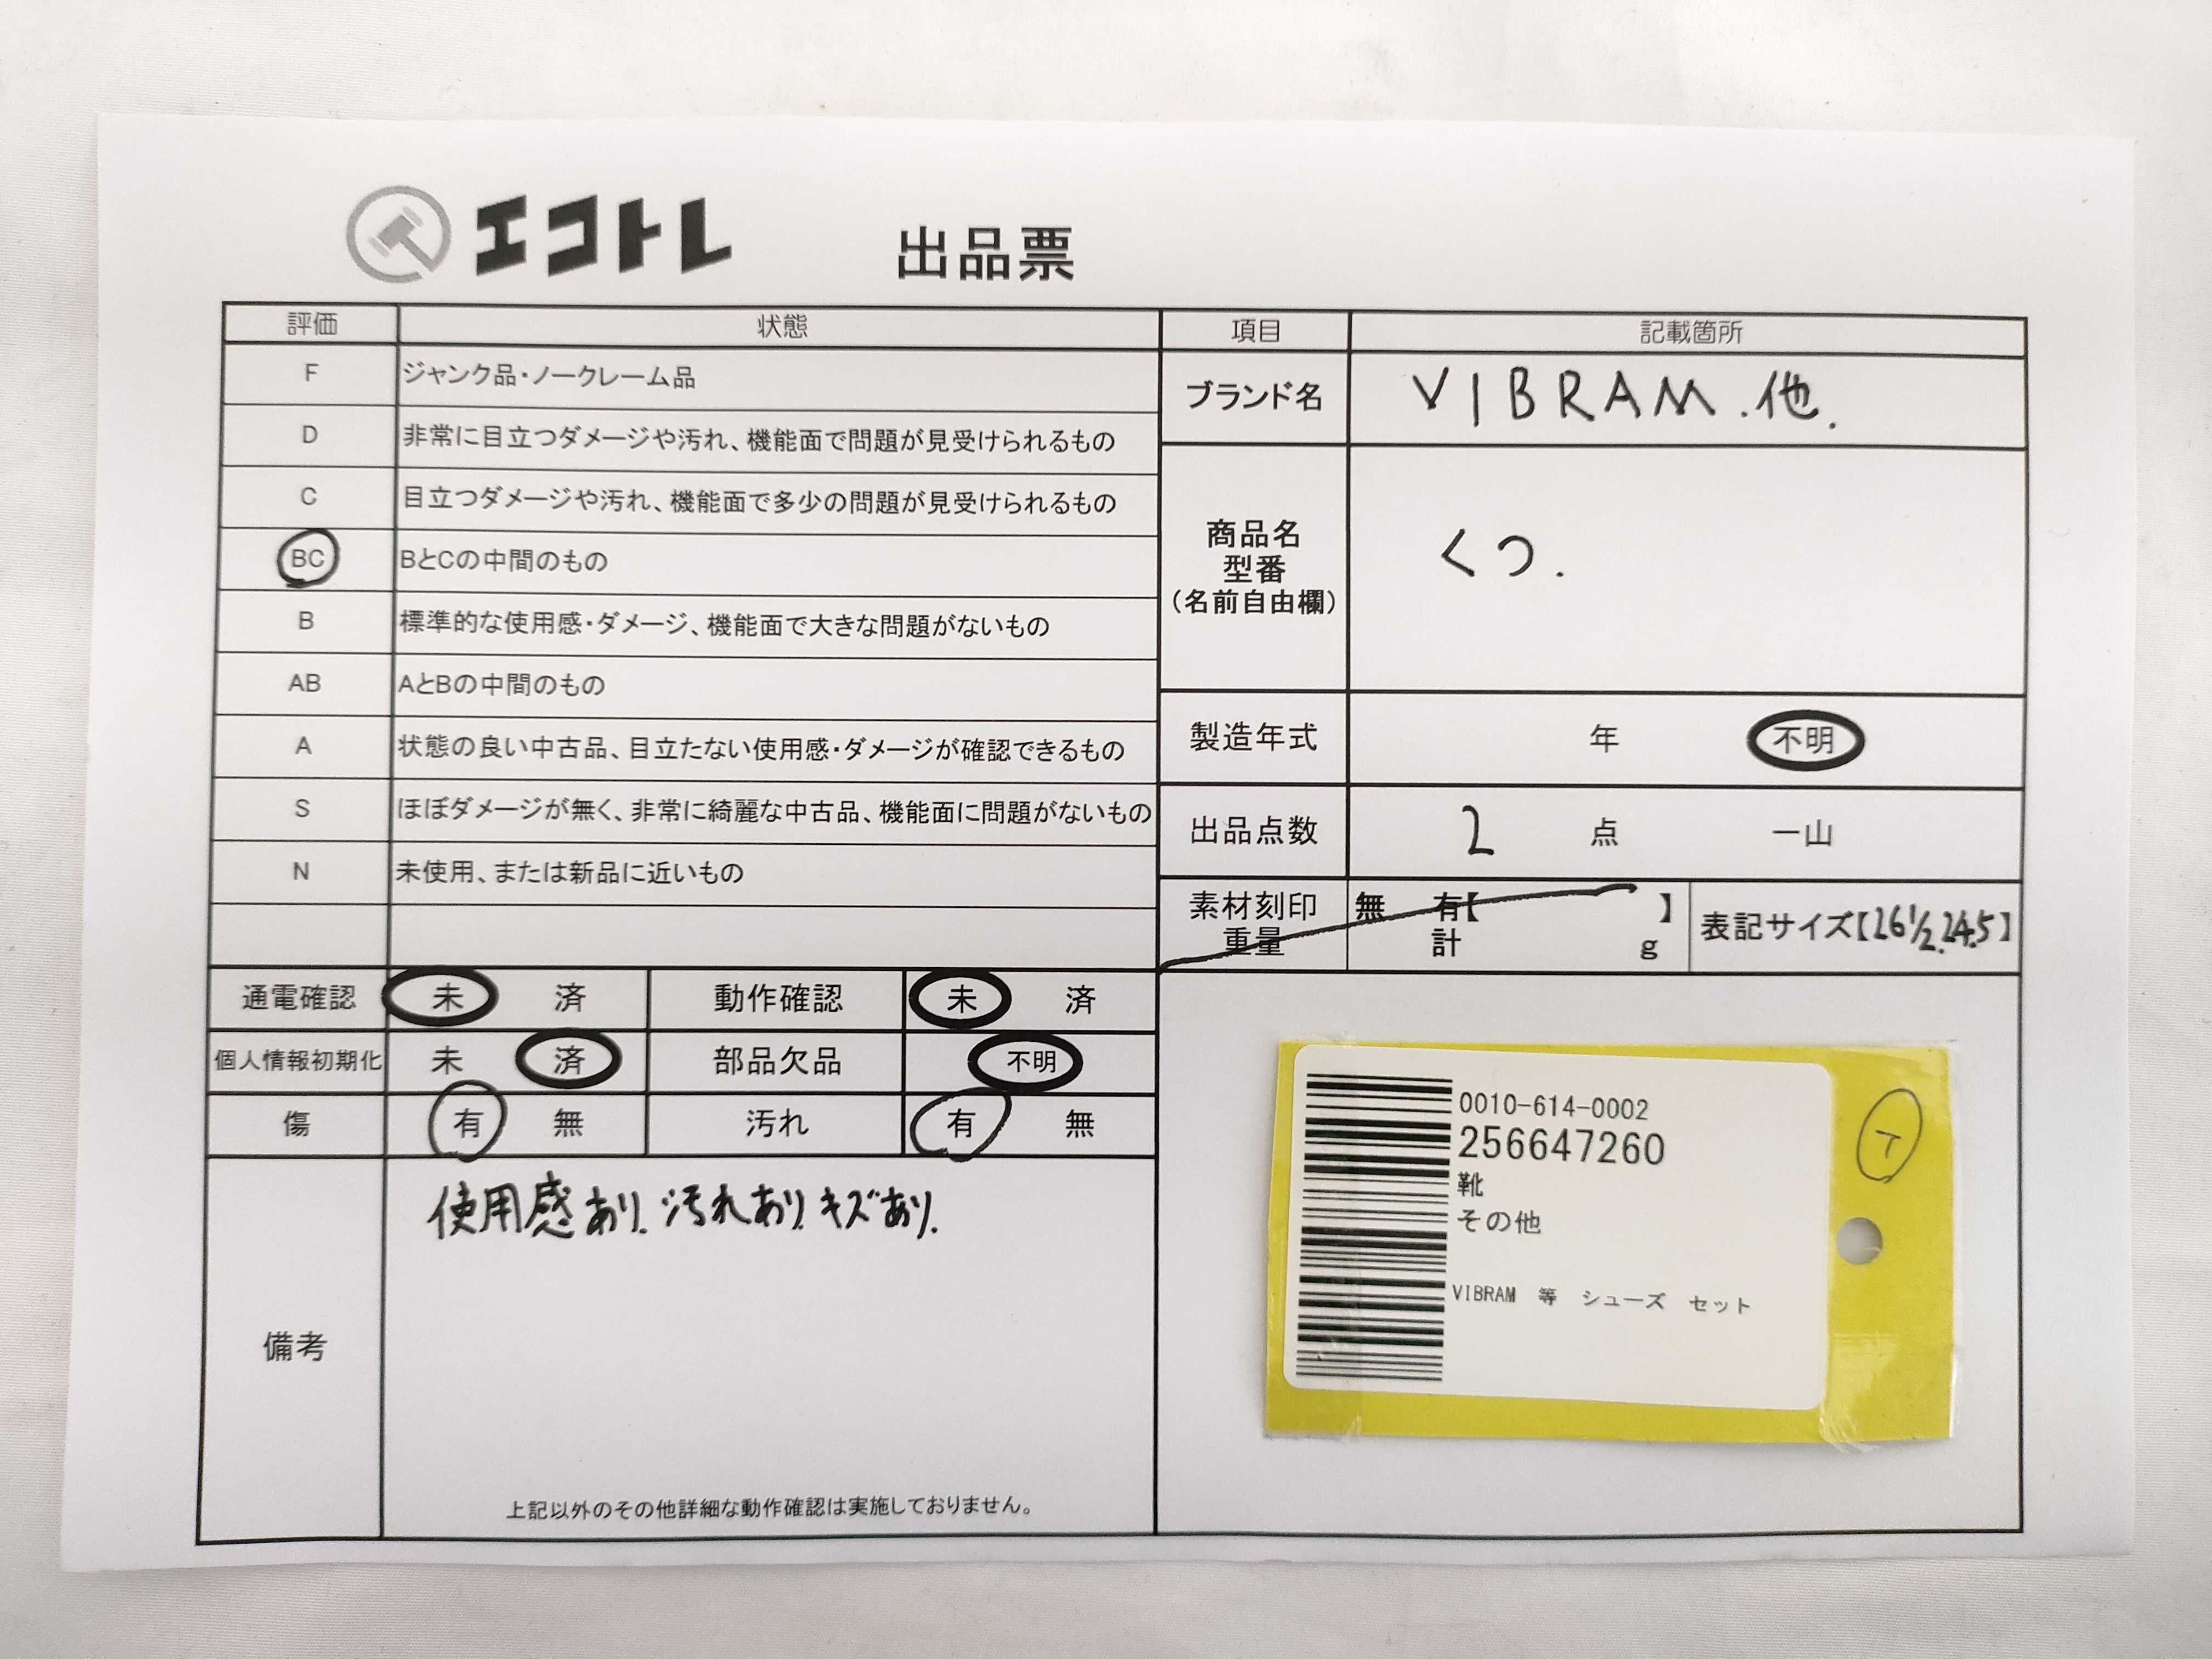 エコトレ 出品票
評価 状態
F ジャンク品・ノークレーム品
D 非常に目立つダメージや汚れ、機能面で問題が見受けられるもの
C 目立つダメージや汚れ、機能面で多少の問題が見受けられるもの
BC BとCの中間のもの
B 標準的な使用感・ダメージ、機能面で大きな問題がないもの
AB AとBの中間のもの
A 状態の良い中古品、目立たない使用感・ダメージが確認できるもの
S ほぼダメージが無く、非常に綺麗な中古品、機能面に問題がないもの
N 未使用、または新品に近いもの
項目 記載箇所
ブランド名 VIBRAM.他.
商品名
型番
(名前自由欄)
くつ.
製造年式 年 不明
出品点数 2 点 一山
素材刻印 無 有【 】
重量 計 g
表記サイズ【26½.24.5】
通電確認 未 済 動作確認 未 済
個人情報初期化 未 済 部品欠品 不明
傷 有 無 汚れ 有 無
備考
使用感あり.汚れあり.キズあり.
上記以外のその他詳細な動作確認は実施しておりません。
0010-614-0002
256647260
靴
その他
VIBRAM 等 シューズ セット